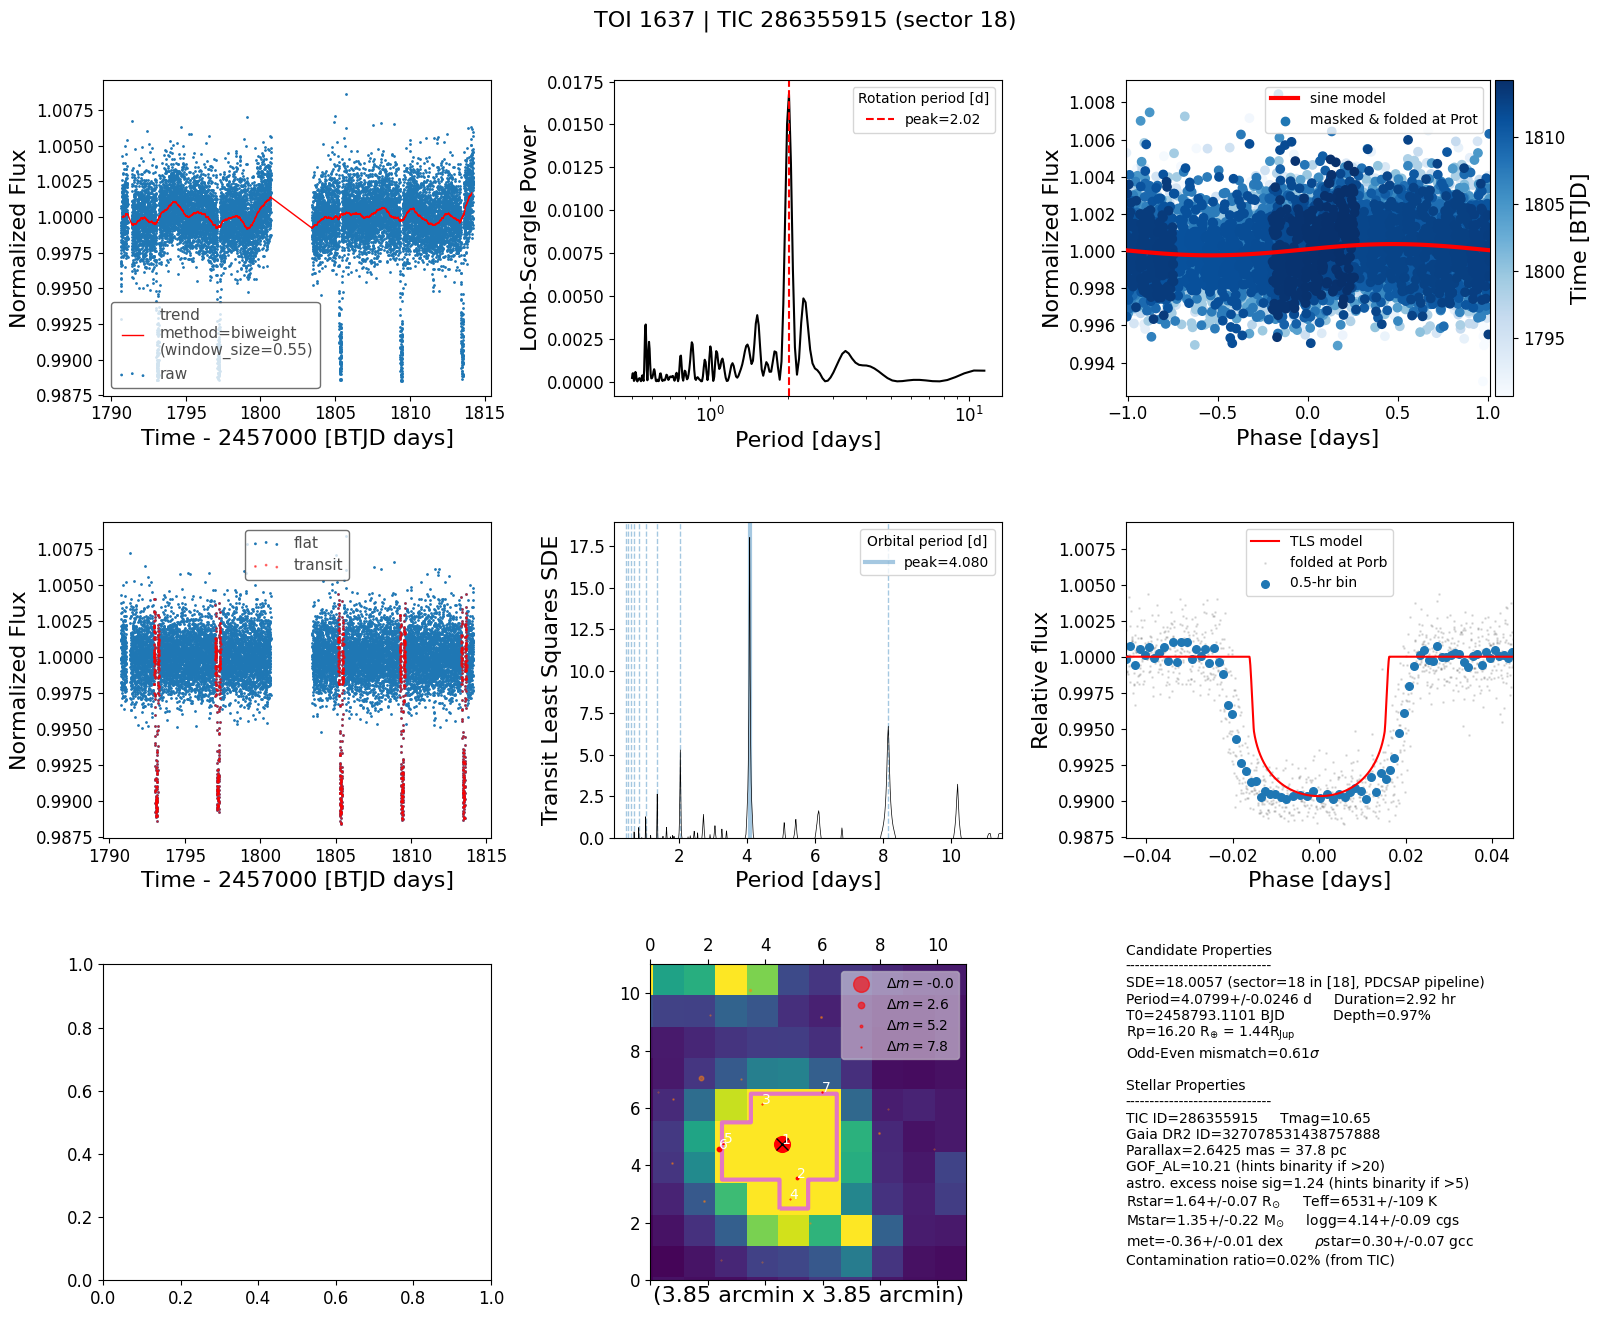 TOI 1637 | TIC 286355915 (sector 18)
Normalized Flux
1.0075
1.0050
1.0025
1.0000
0.9975
0.9950
0.9925
0.9900
0.9875
trend
method=biweight
(window_size=0.55)
raw
1790 1795 1800 1805 1810 1815
Time - 2457000 [BTJD days]
Lomb-Scargle Power
0.0175
0.0150
0.0125
0.0100
0.0075
0.0050
0.0025
0.0000
Rotation period [d]
peak=2.02
10⁰ 10¹
Period [days]
Normalized Flux
1.008
1.006
1.004
1.002
1.000
0.998
0.996
0.994
sine model
masked & folded at Prot
−1.0 −0.5 0.0 0.5 1.0
Phase [days]
1810
1805
1800
1795
Time [BTJD]
Normalized Flux
1.0075
1.0050
1.0025
1.0000
0.9975
0.9950
0.9925
0.9900
0.9875
flat
transit
1790 1795 1800 1805 1810 1815
Time - 2457000 [BTJD days]
Transit Least Squares SDE
17.5
15.0
12.5
10.0
7.5
5.0
2.5
0.0
Orbital period [d]
peak=4.080
2 4 6 8 10
Period [days]
Relative flux
1.0075
1.0050
1.0025
1.0000
0.9975
0.9950
0.9925
0.9900
0.9875
TLS model
folded at Porb
0.5-hr bin
−0.04 −0.02 0.00 0.02 0.04
Phase [days]
1.0
0.8
0.6
0.4
0.2
0.0
0.0 0.2 0.4 0.6 0.8 1.0
0 2 4 6 8 10
10
8
6
4
2
0
Δm = -0.0
Δm = 2.6
Δm = 5.2
Δm = 7.8
7
3
5
6
1
2
4
(3.85 arcmin x 3.85 arcmin)
Candidate Properties
------------------------------
SDE=18.0057 (sector=18 in [18], PDCSAP pipeline)
Period=4.0799+/-0.0246 d Duration=2.92 hr
T0=2458793.1101 BJD Depth=0.97%
Rp=16.20 R⊕ = 1.44RJup
Odd-Even mismatch=0.61σ
Stellar Properties
------------------------------
TIC ID=286355915 Tmag=10.65
Gaia DR2 ID=327078531438757888
Parallax=2.6425 mas = 37.8 pc
GOF_AL=10.21 (hints binarity if >20)
astro. excess noise sig=1.24 (hints binarity if >5)
Rstar=1.64+/-0.07 R⊙ Teff=6531+/-109 K
Mstar=1.35+/-0.22 M⊙ logg=4.14+/-0.09 cgs
met=-0.36+/-0.01 dex ρstar=0.30+/-0.07 gcc
Contamination ratio=0.02% (from TIC)